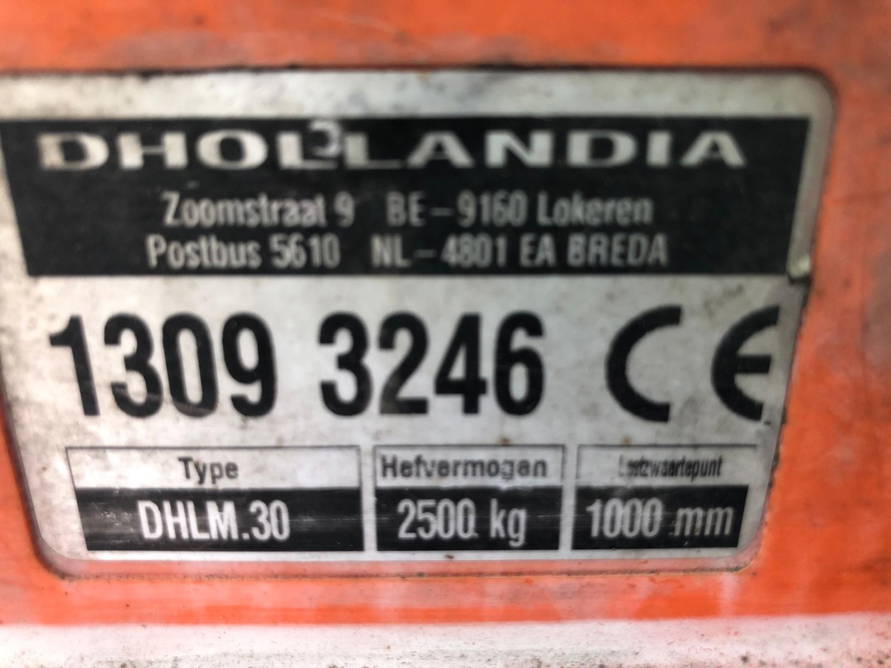 DHOLLANDIA
Zoomstraat 9 BE-9160 Lokeren
Postbus 5610 NL-4801 EA BREDA
1309 3246 CE
Type Hefvermogen Lastzwaartepunt
DHLM.30 2500 kg 1000 mm